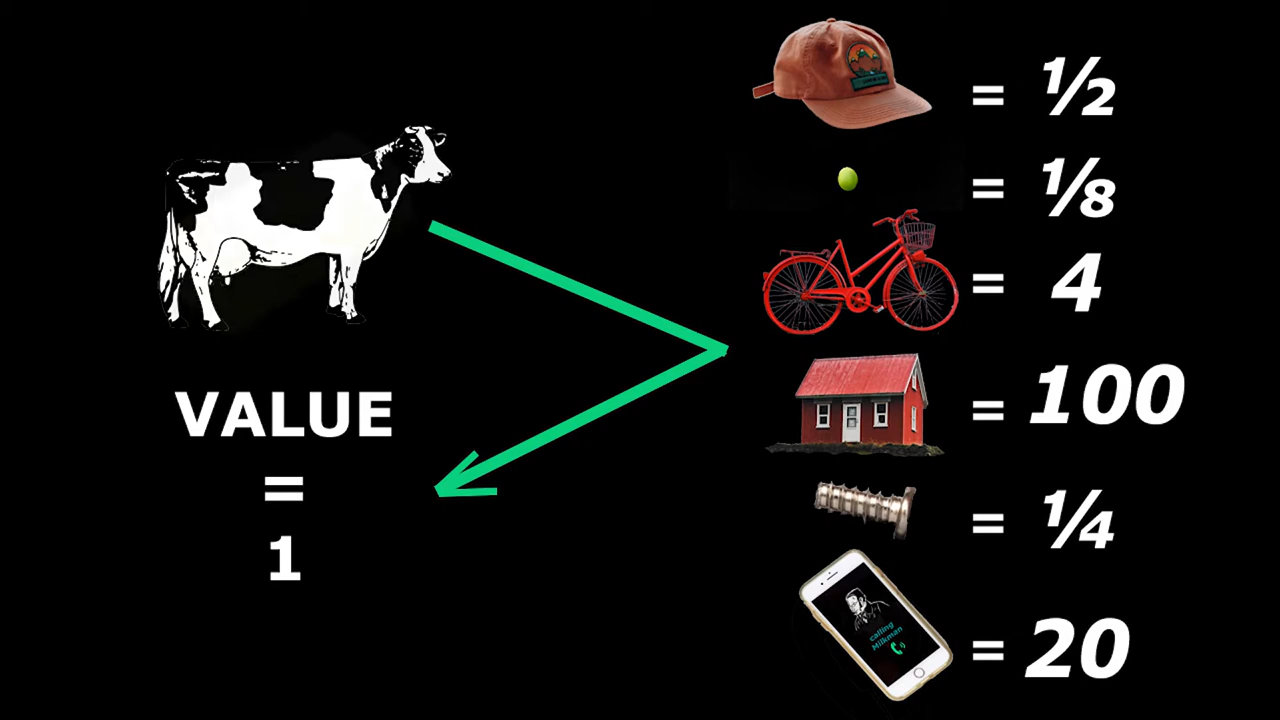 VALUE
=
1
= ½
= ⅛
= 4
= 100
= ¼
calling
Milkman
= 20